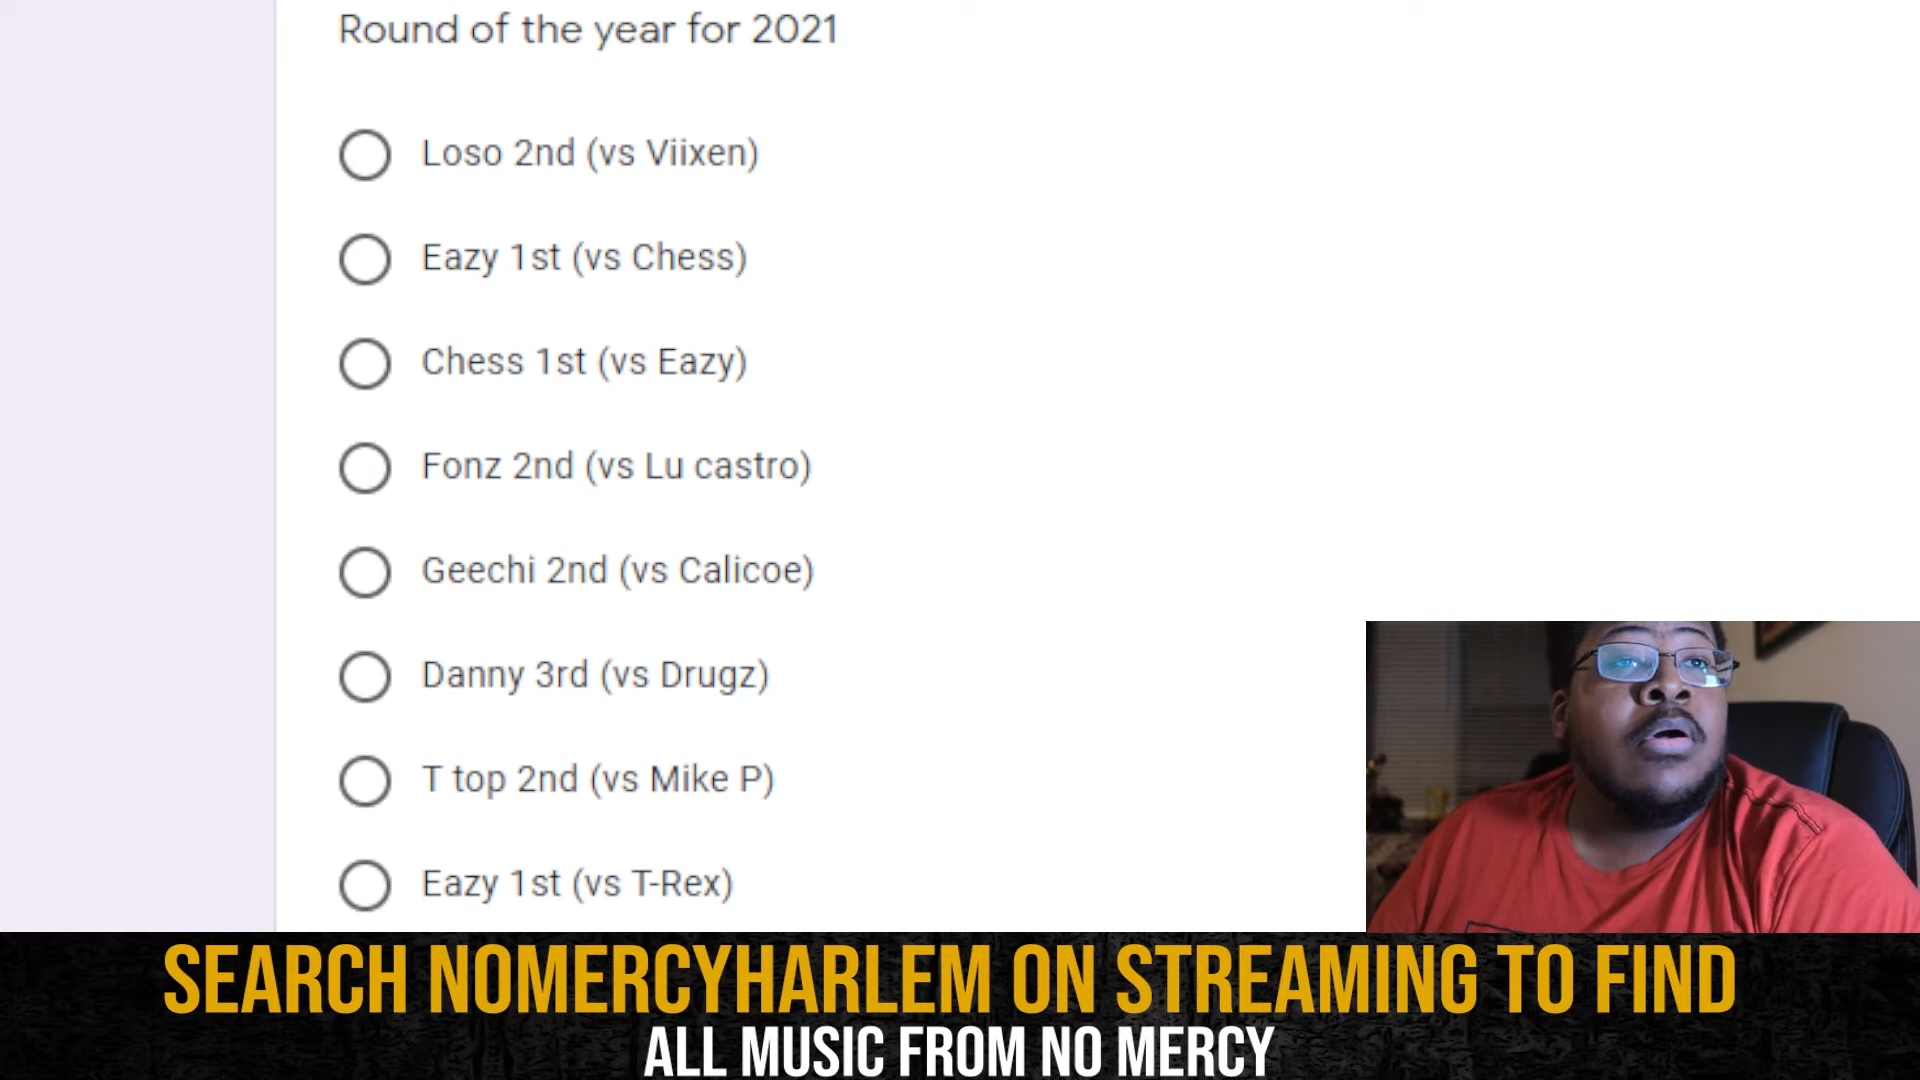 Round of the year for 2021
Loso 2nd (vs Viixen)
Eazy 1st (vs Chess)
Chess 1st (vs Eazy)
Fonz 2nd (vs Lu castro)
Geechi 2nd (vs Calicoe)
Danny 3rd (vs Drugz)
T top 2nd (vs Mike P)
Eazy 1st (vs T-Rex)
SEARCH NOMERCYHARLEM ON STREAMING TO FIND
ALL MUSIC FROM NO MERCY